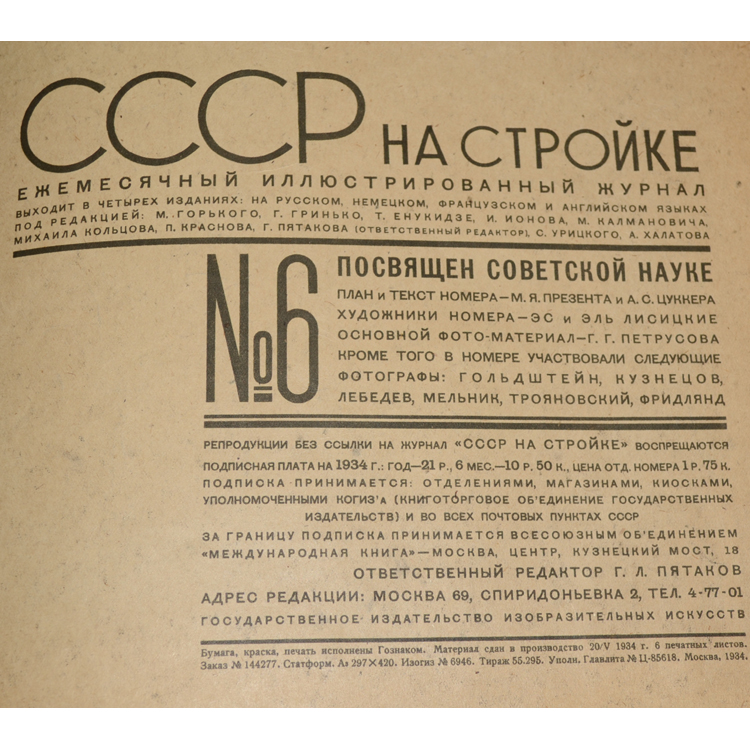 СССР НА СТРОЙКЕ
ЕЖЕМЕСЯЧНЫЙ ИЛЛЮСТРИРОВАННЫЙ ЖУРНАЛ
ВЫХОДИТ В ЧЕТЫРЕХ ИЗДАНИЯХ: НА РУССКОМ, НЕМЕЦКОМ, ФРАНЦУЗСКОМ И АНГЛИЙСКОМ ЯЗЫКАХ
ПОД РЕДАКЦИЕЙ: М. ГОРЬКОГО, Г. ГРИНЬКО, Т. ЕНУКИДЗЕ, И. ИОНОВА, М. КАЛМАНОВИЧА,
МИХАИЛА КОЛЬЦОВА, П. КРАСНОВА, Г. ПЯТАКОВА (ОТВЕТСТВЕННЫЙ РЕДАКТОР), С. УРИЦКОГО, А. ХАЛАТОВА
№6
ПОСВЯЩЕН СОВЕТСКОЙ НАУКЕ
ПЛАН и ТЕКСТ НОМЕРА—М. Я. ПРЕЗЕНТА и А. С. ЦУККЕРА
ХУДОЖНИКИ НОМЕРА—ЭС и ЭЛЬ ЛИСИЦКИЕ
ОСНОВНОЙ ФОТО-МАТЕРИАЛ—Г. Г. ПЕТРУСОВА
КРОМЕ ТОГО В НОМЕРЕ УЧАСТВОВАЛИ СЛЕДУЮЩИЕ
ФОТОГРАФЫ: ГОЛЬДШТЕЙН, КУЗНЕЦОВ,
ЛЕБЕДЕВ, МЕЛЬНИК, ТРОЯНОВСКИЙ, ФРИДЛЯНД
РЕПРОДУКЦИИ БЕЗ ССЫЛКИ НА ЖУРНАЛ «СССР НА СТРОЙКЕ» ВОСПРЕЩАЮТСЯ
ПОДПИСНАЯ ПЛАТА НА 1934 Г.: ГОД—21 Р., 6 МЕС.—10 Р. 50 К., ЦЕНА ОТД. НОМЕРА 1 Р. 75 К.
ПОДПИСКА ПРИНИМАЕТСЯ: ОТДЕЛЕНИЯМИ, МАГАЗИНАМИ, КИОСКАМИ,
УПОЛНОМОЧЕННЫМИ КОГИЗ'а (КНИГОТОРГОВОЕ ОБ'ЕДИНЕНИЕ ГОСУДАРСТВЕННЫХ
ИЗДАТЕЛЬСТВ) И ВО ВСЕХ ПОЧТОВЫХ ПУНКТАХ СССР
ЗА ГРАНИЦУ ПОДПИСКА ПРИНИМАЕТСЯ ВСЕСОЮЗНЫМ ОБ'ЕДИНЕНИЕМ
«МЕЖДУНАРОДНАЯ КНИГА»—МОСКВА, ЦЕНТР, КУЗНЕЦКИЙ МОСТ, 18
ОТВЕТСТВЕННЫЙ РЕДАКТОР Г. Л. ПЯТАКОВ
АДРЕС РЕДАКЦИИ: МОСКВА 69, СПИРИДОНЬЕВКА 2, ТЕЛ. 4-77-01
ГОСУДАРСТВЕННОЕ ИЗДАТЕЛЬСТВО ИЗОБРАЗИТЕЛЬНЫХ ИСКУССТВ
Бумага, краска, печать исполнены Гознаком. Материал сдан в производство 20/V 1934 г. 6 печатных листов.
Заказ № 144277. Статформ. А₃ 297×420. Изогиз № 6946. Тираж 55.295. Уполн. Главлита № Ц-85618. Москва, 1934.